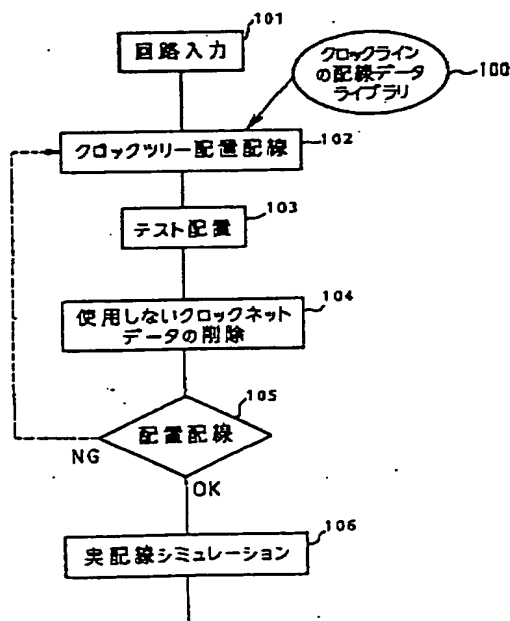 101
回路入力
クロックライン
の配線データ
ライブラリ
100
クロックツリー配置配線
102
テスト配置
103
104
使用しないクロックネット
データの削除
105
配置配線
NG
OK
106
実配線シミュレーション